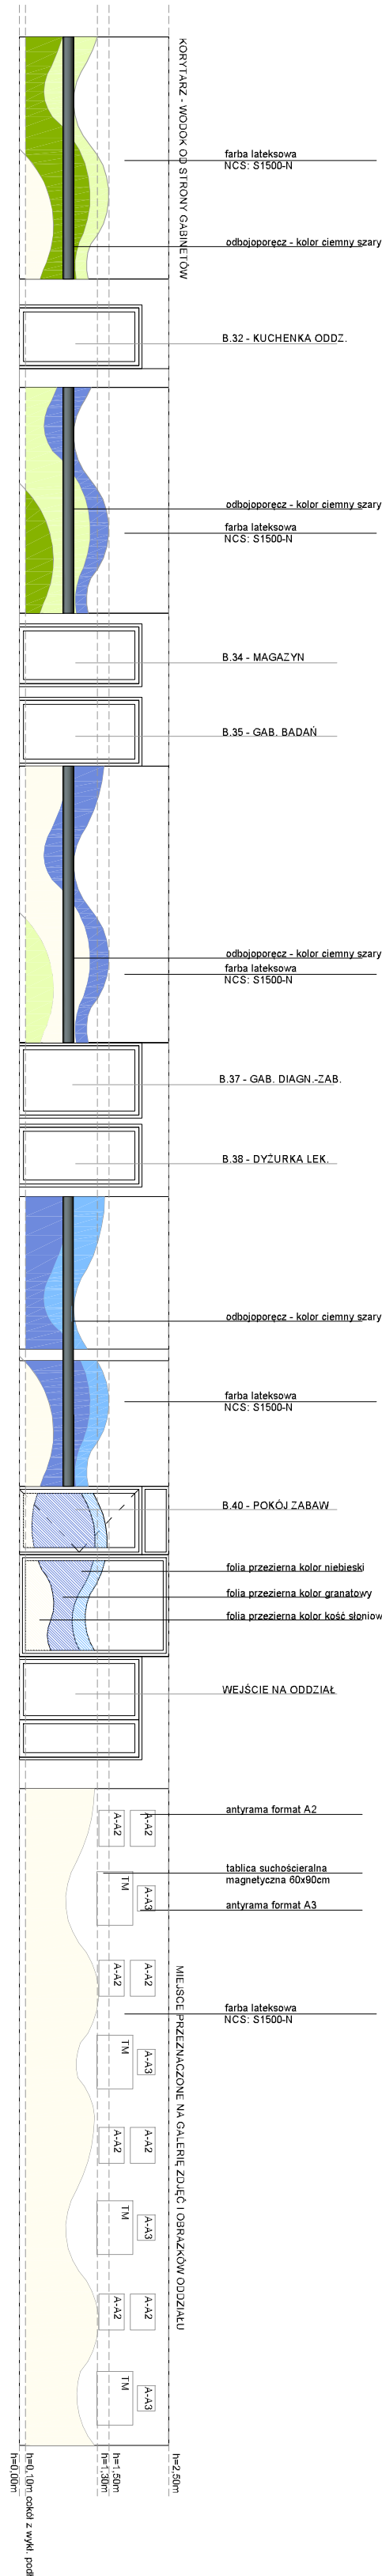 KORYTARZ - WODOK OD STRONY GABINETÓW
farba lateksowa
NCS: S1500-N
odbojoporęcz - kolor ciemny szary
B.32 - KUCHENKA ODDZ.
odbojoporęcz - kolor ciemny szary
farba lateksowa
NCS: S1500-N
B.34 - MAGAZYN
B.35 - GAB. BADAŃ
odbojoporęcz - kolor ciemny szary
farba lateksowa
NCS: S1500-N
B.37 - GAB. DIAGN.-ZAB.
B.38 - DYŻURKA LEK.
odbojoporęcz - kolor ciemny szary
farba lateksowa
NCS: S1500-N
B.40 - POKÓJ ZABAW
folia przezierna kolor niebieski
folia przezierna kolor granatowy
folia przezierna kolor kość słoniow
WEJŚCIE NA ODDZIAŁ
antyrama format A2
A-A2
A-A2
tablica suchościeralna
magnetyczna 60x90cm
TM
A-A3
antyrama format A3
MIEJSCE PRZEZNACZONE NA GALERIĘ ZDJĘĆ I OBRAZKÓW ODDZIAŁU
A-A2
A-A2
farba lateksowa
NCS: S1500-N
TM
A-A3
A-A2
A-A2
TM
A-A3
A-A2
A-A2
TM
A-A3
h=2,50m
h=1,50m
h=1,30m
h=0,10m cokół z wykł. podł
h=0,00m